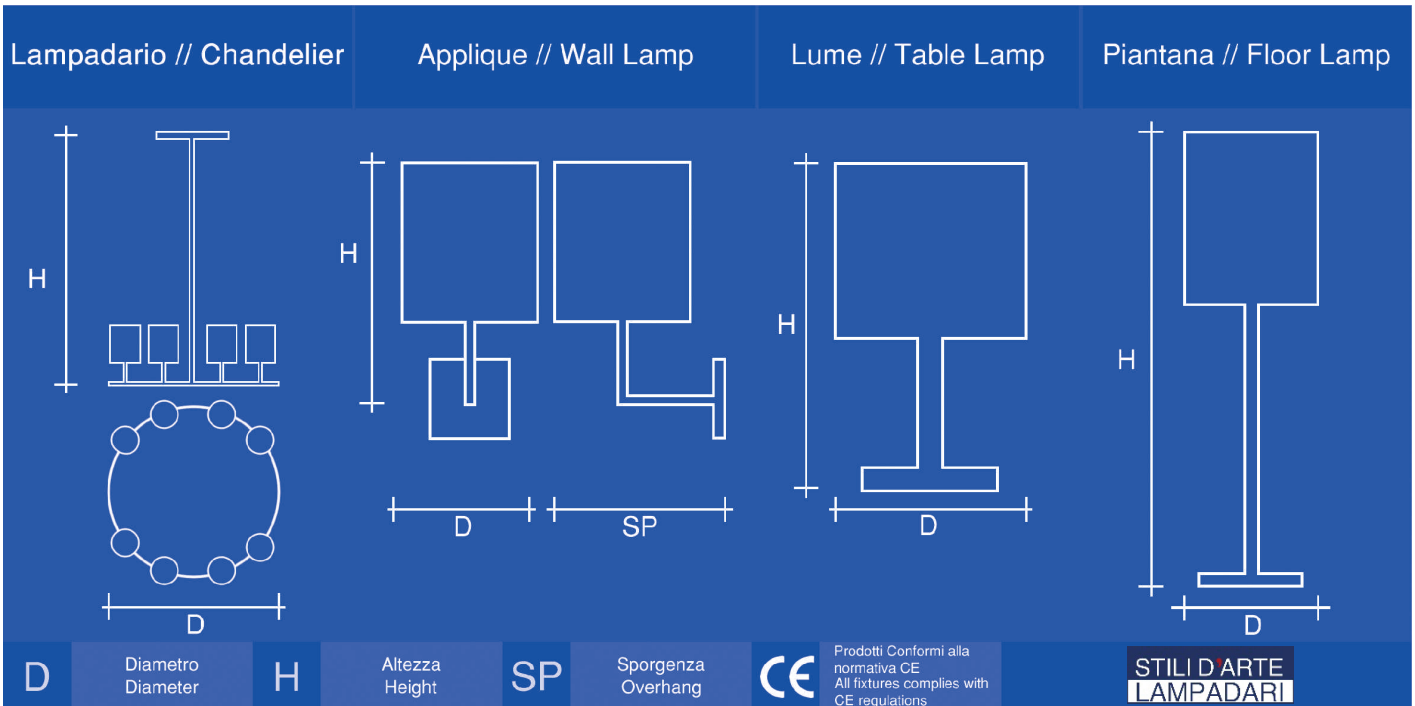 Lampadario // Chandelier
Applique // Wall Lamp
Lume // Table Lamp
Piantana // Floor Lamp
H
D
H
D
SP
H
D
H
D
D
Diametro
Diameter
H
Altezza
Height
SP
Sporgenza
Overhang
CE
Prodotti Conformi alla
normativa CE
All fixtures complies with
CE regulations
STILI D'ARTE
LAMPADARI